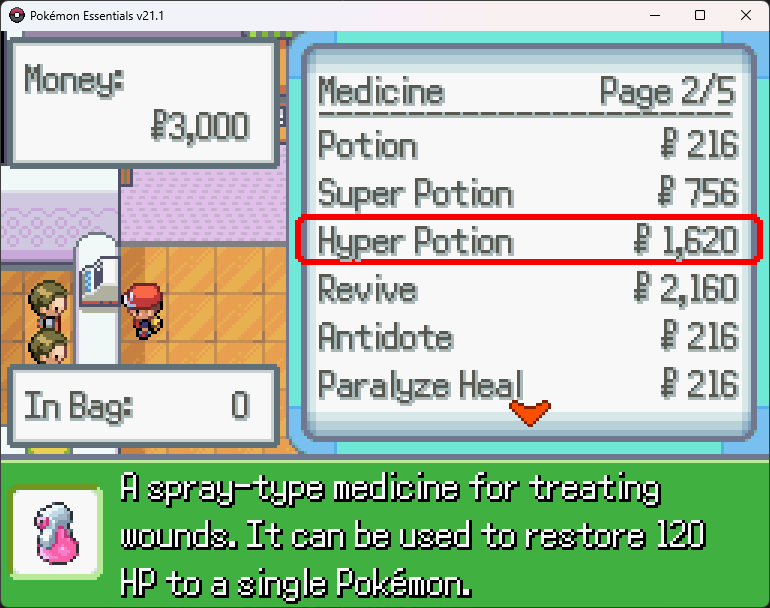 Pokémon Essentials v21.1
Money:
₽3,000
Medicine Page 2/5
Potion ₽ 216
Super Potion ₽ 756
Hyper Potion ₽ 1,620
Revive ₽ 2,160
Antidote ₽ 216
Paralyze Heal ₽ 216
In Bag: 0
A spray-type medicine for treating
wounds. It can be used to restore 120
HP to a single Pokémon.